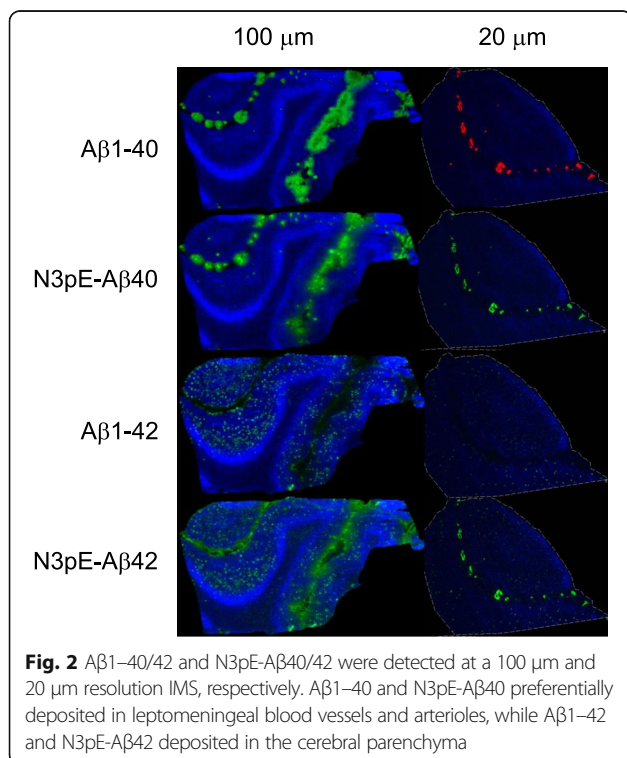 100 μm 20 μm
Aβ1-40
N3pE-Aβ40
Aβ1-42
N3pE-Aβ42
Fig. 2 Aβ1–40/42 and N3pE-Aβ40/42 were detected at a 100 μm and
20 μm resolution IMS, respectively. Aβ1–40 and N3pE-Aβ40 preferentially
deposited in leptomeningeal blood vessels and arterioles, while Aβ1–42
and N3pE-Aβ42 deposited in the cerebral parenchyma